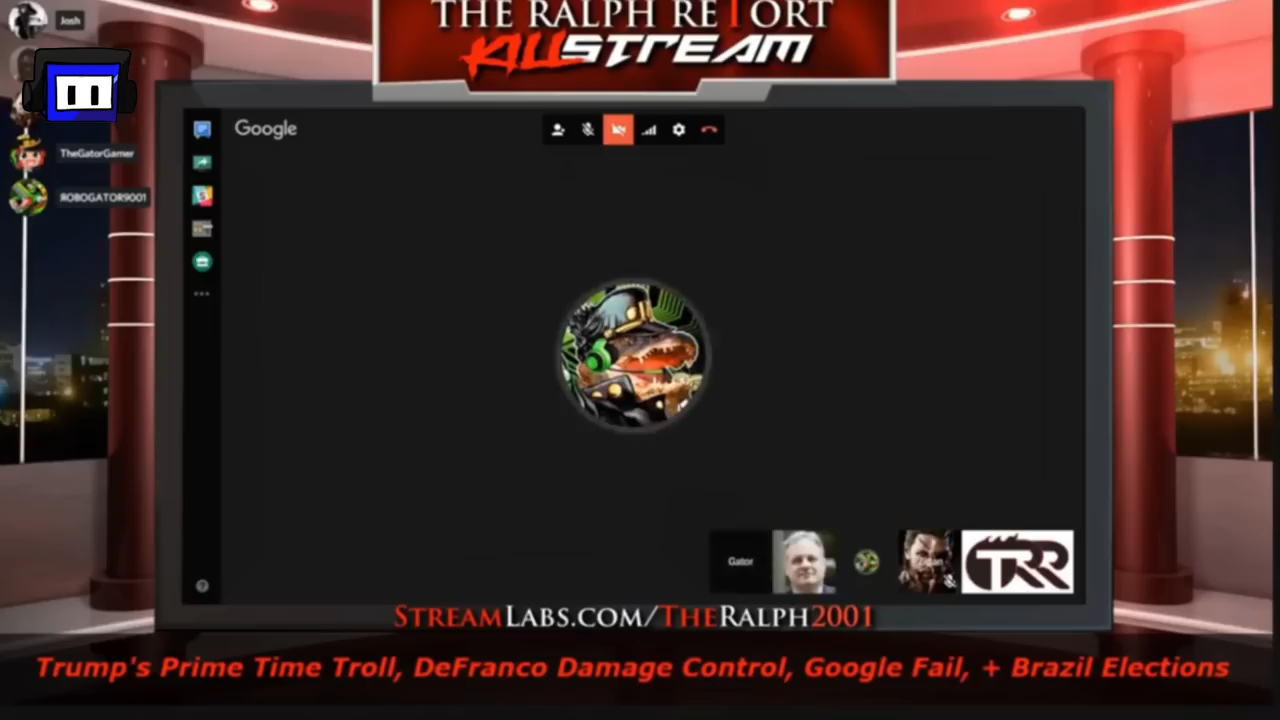 THE RALPH RETORT
KILLSTREAM
Josh
TheGatorGamer
ROBOGATOR9001
Google
Gator
TRR
STREAMLABS.COM/THERALPH2001
Trump's Prime Time Troll, DeFranco Damage Control, Google Fail, + Brazil Elections